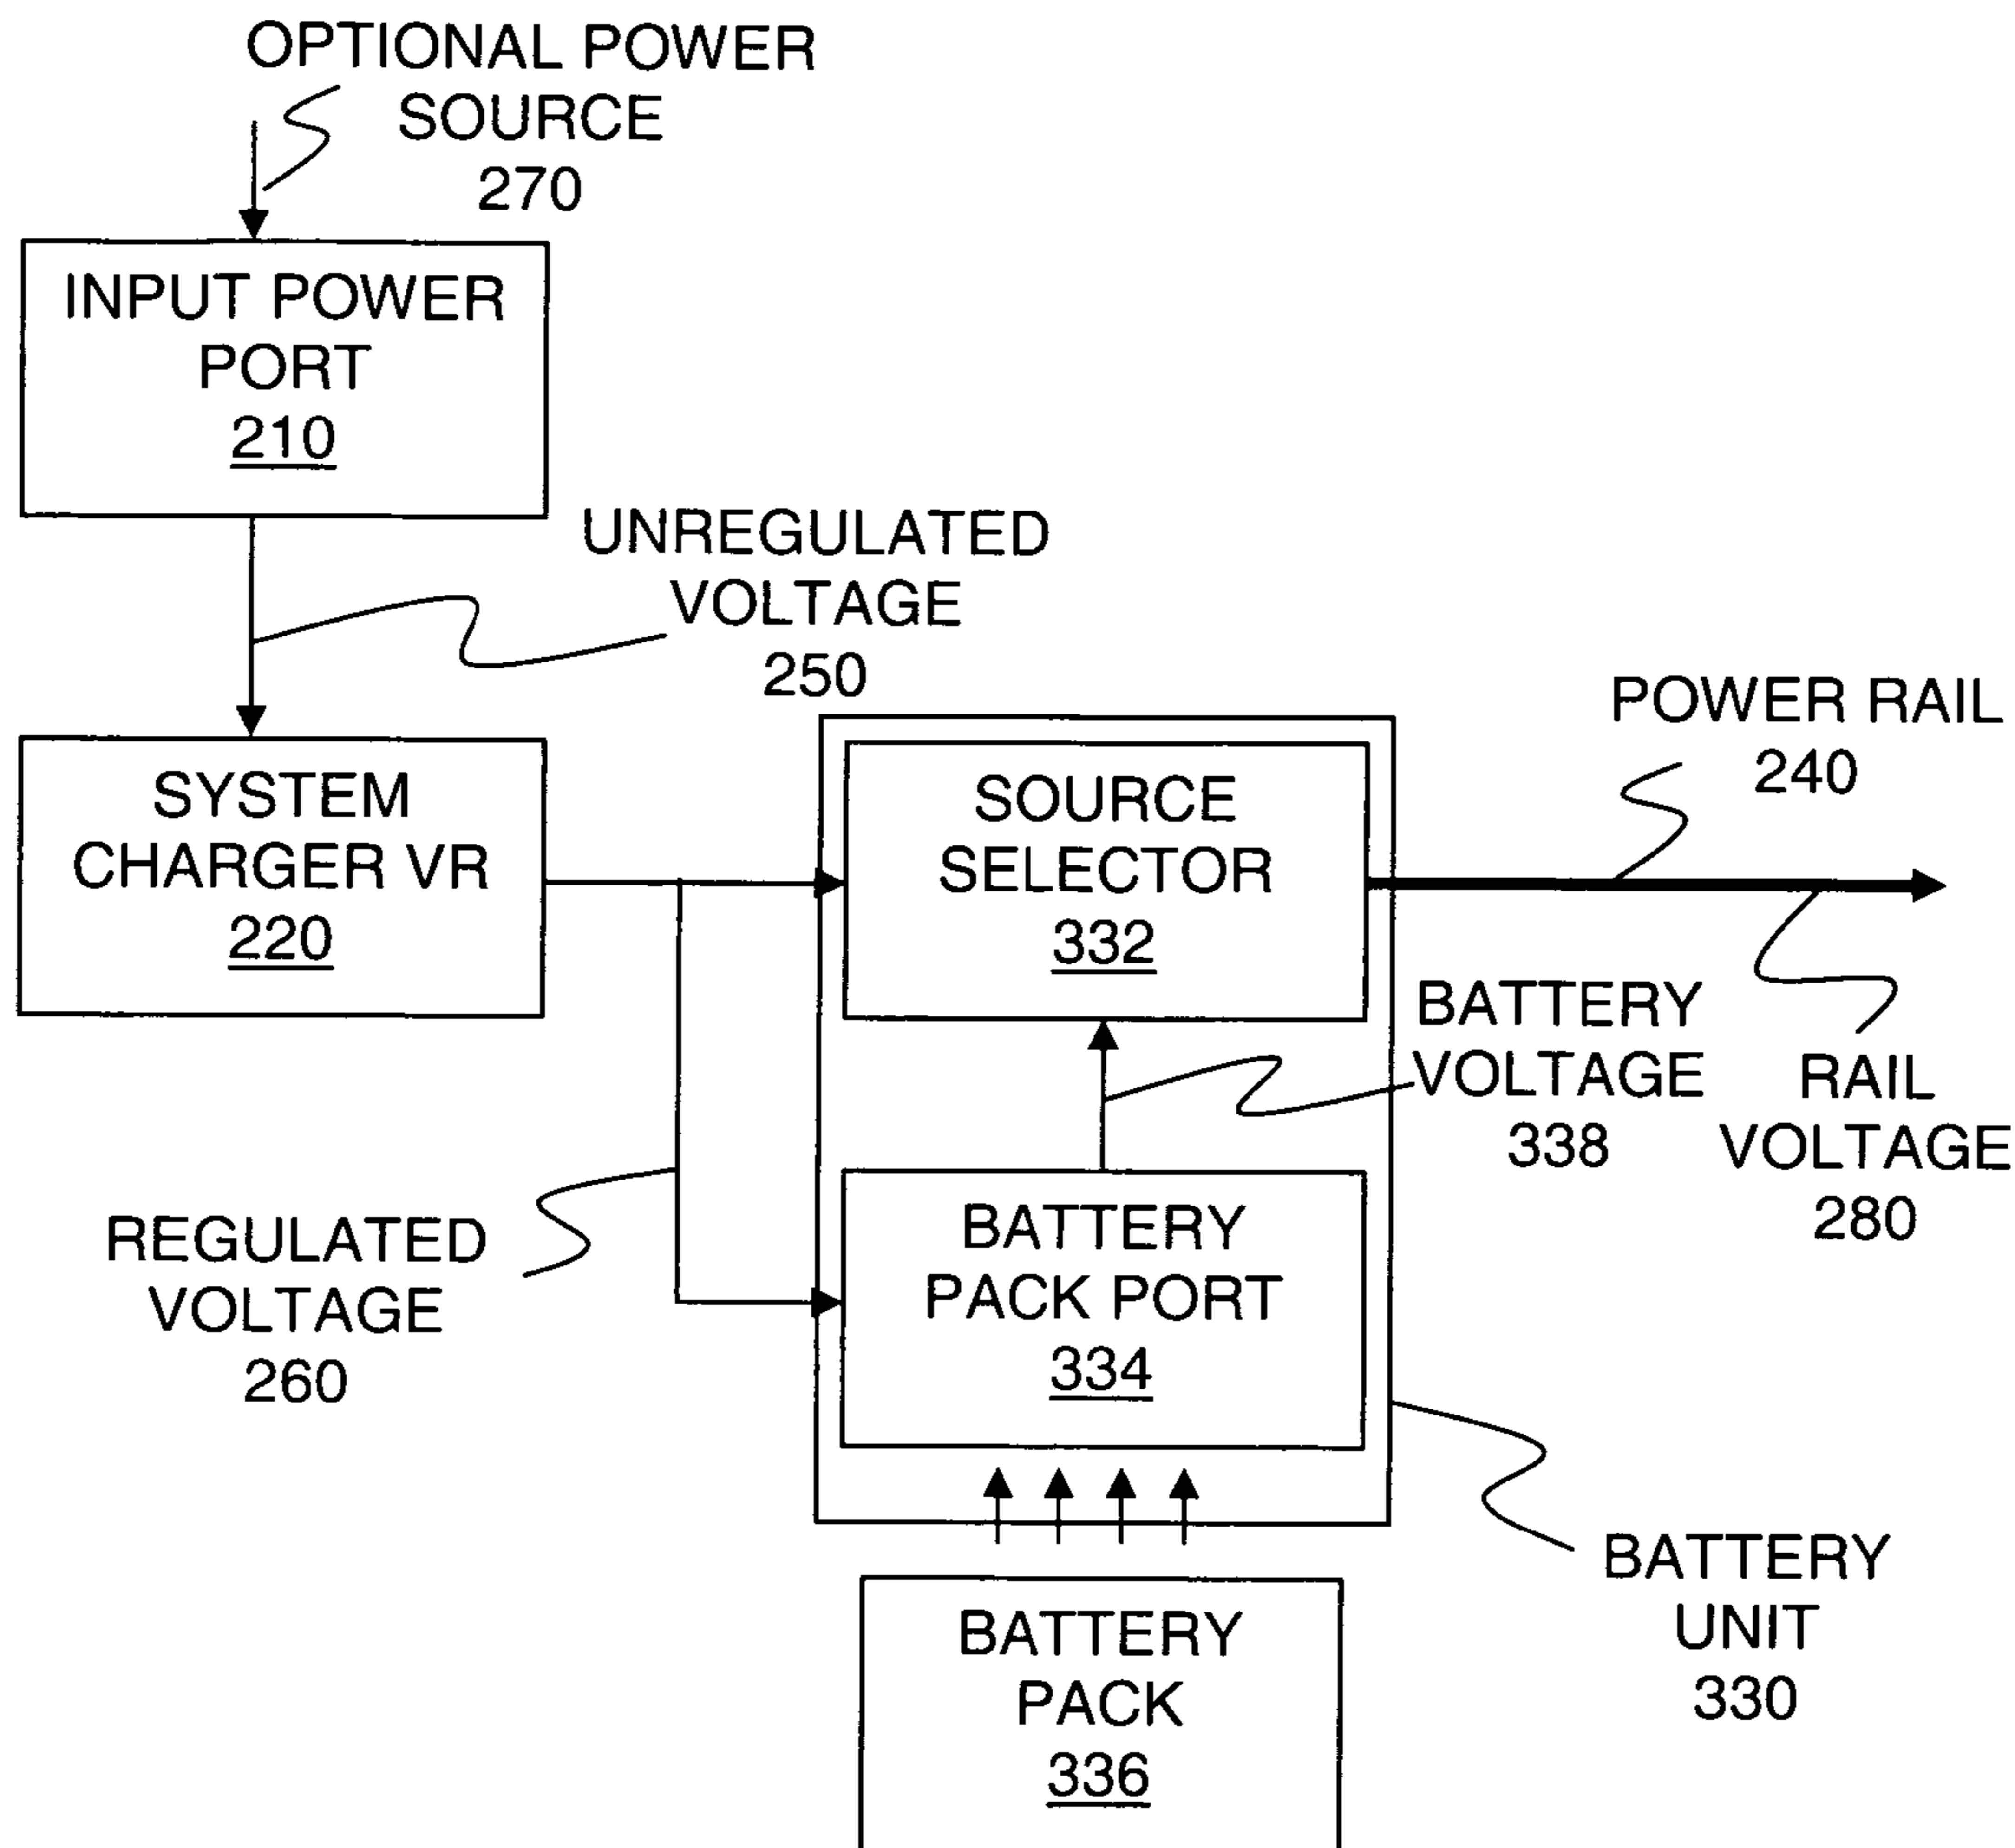 OPTIONAL POWER
SOURCE
270
INPUT POWER
PORT
210
UNREGULATED
VOLTAGE
250
POWER RAIL
240
SYSTEM
CHARGER VR
220
SOURCE
SELECTOR
332
BATTERY
VOLTAGE
338
RAIL
VOLTAGE
280
REGULATED
VOLTAGE
260
BATTERY
PACK PORT
334
BATTERY
UNIT
330
BATTERY
PACK
336